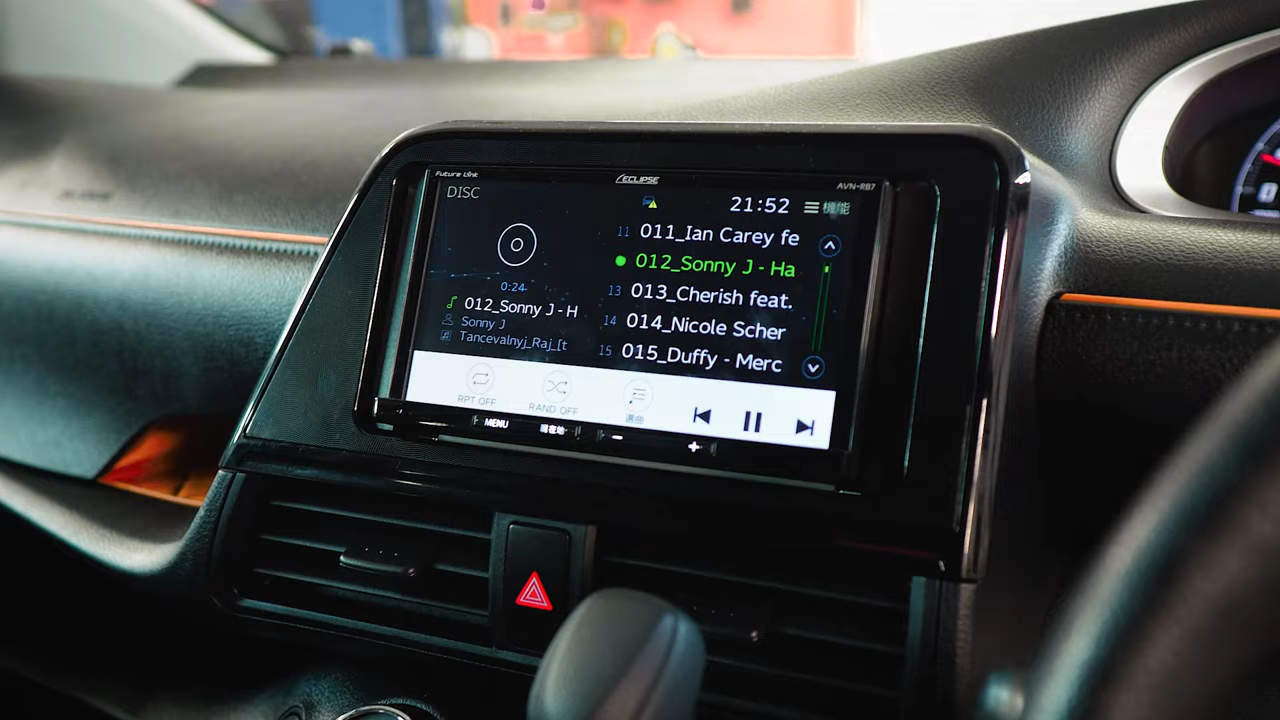 Future Link
ECLIPSE
AVN-R87
DISC
21:52
機能
11 011_Ian Carey fe
012_Sonny J - Ha
13 013_Cherish feat.
14 014_Nicole Scher
15 015_Duffy - Merc
0:24
012_Sonny J - H
Sonny J
Tancevalnyj_Raj_[t
RPT OFF
RAND OFF
選曲
MENU
現在地